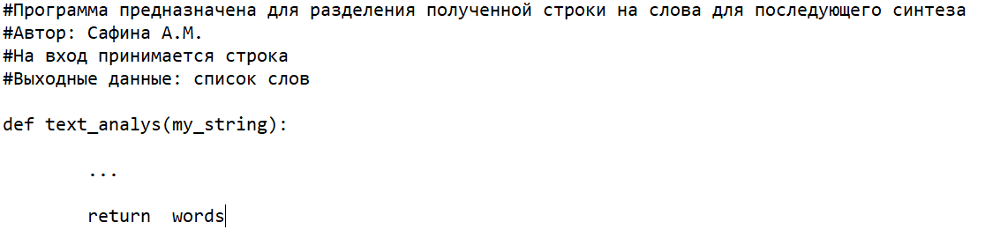 #Программа предназначена для разделения полученной строки на слова для последующего синтеза
#Автор: Сафина А.М.
#На вход принимается строка
#Выходные данные: список слов
def text_analys(my_string):
...
return  words